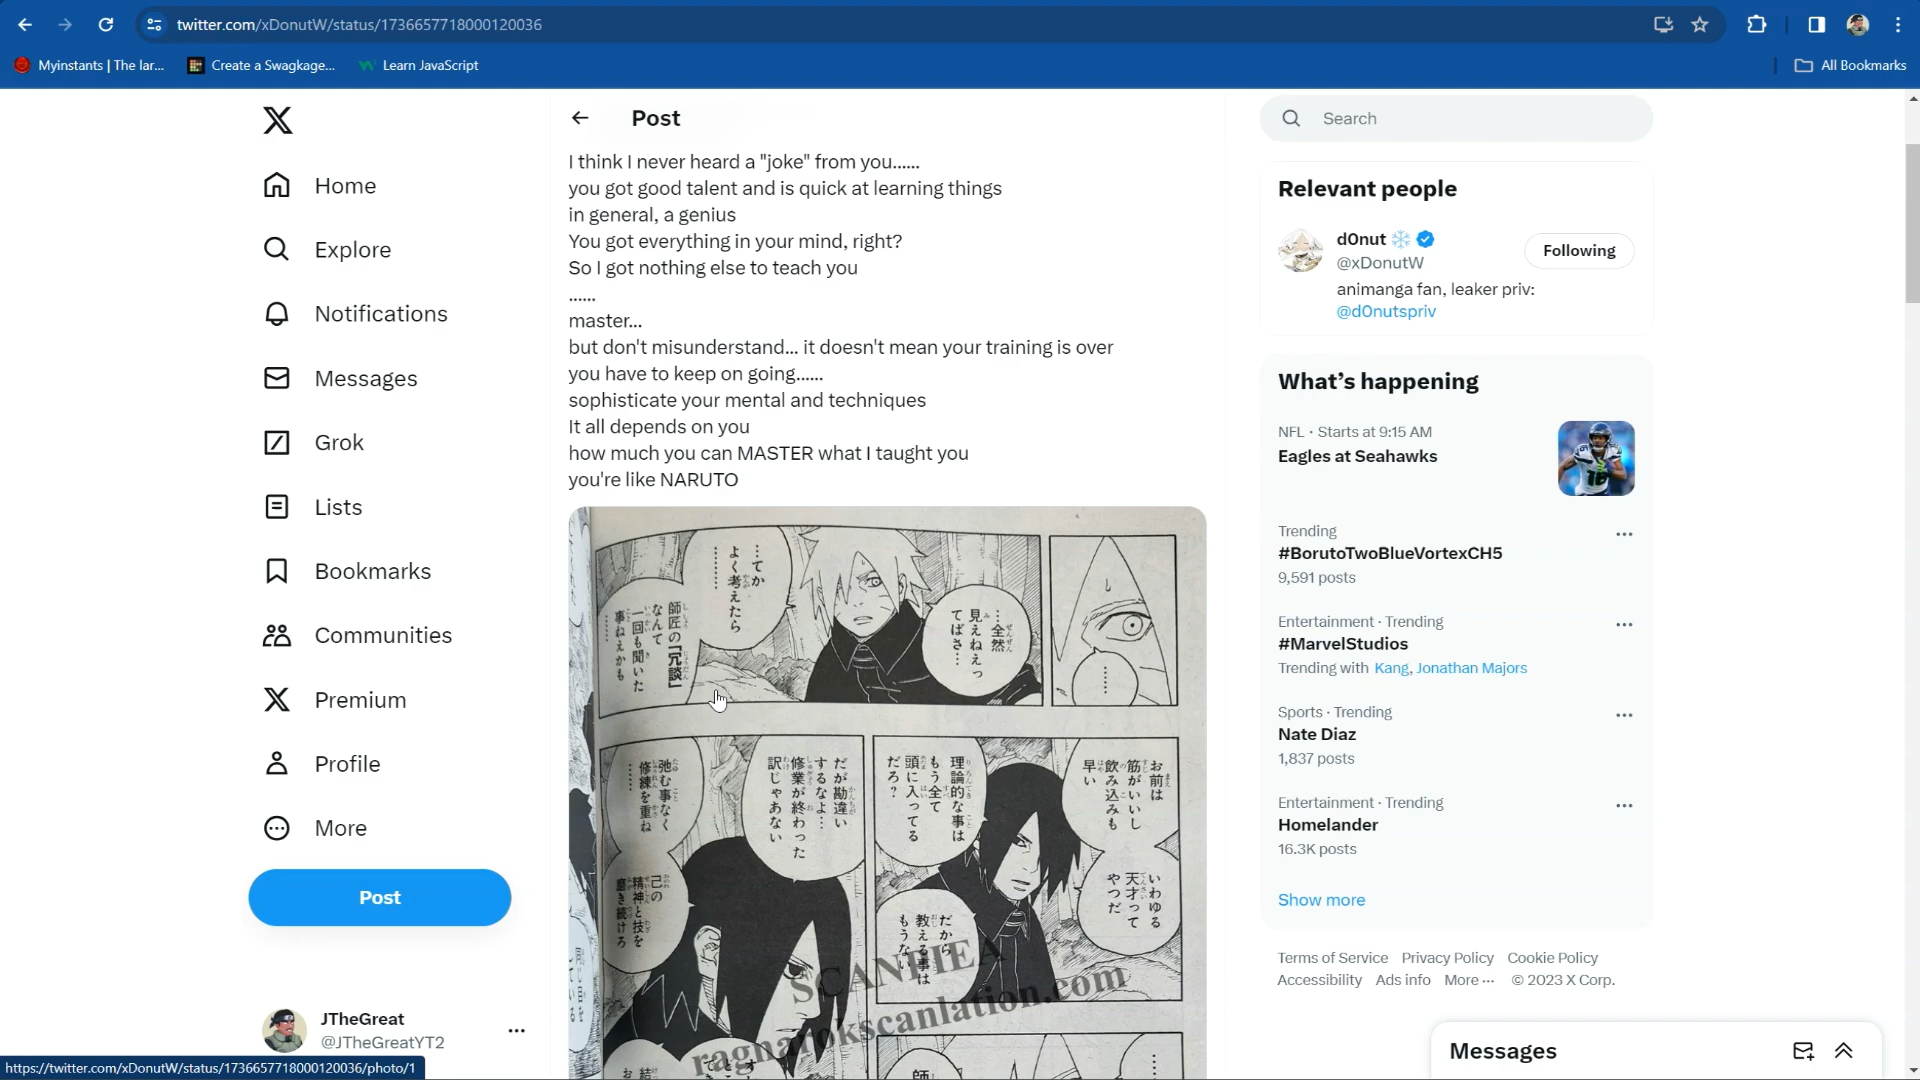 twitter.com/xDonutW/status/1736657718000120036
Myinstants | The lar...
Create a Swagkage...
Learn JavaScript
All Bookmarks
Home
Explore
Notifications
Messages
Grok
Lists
Bookmarks
Communities
Premium
Profile
More
Post
JTheGreat
@JTheGreatYT2
https://twitter.com/xDonutW/status/1736657718000120036/photo/1
Post
I think I never heard a "joke" from you......
you got good talent and is quick at learning things
in general, a genius
You got everything in your mind, right?
So I got nothing else to teach you
......
master...
but don't misunderstand... it doesn't mean your training is over
you have to keep on going......
sophisticate your mental and techniques
It all depends on you
how much you can MASTER what I taught you
you're like NARUTO
......
…全然
見えねぇっ
てばさ…
…てか
よく考えたら
………
師匠の『冗談』
なんて
一回も聞いた
事ねぇかも
……
お前は
筋がいいし
飲み込みも
早い
いわゆる
天才って
やつだ
理論的な事は
もう全て
頭に入ってる
だろ?
だから
教える事は
もうない
だが勘違い
するなよ…
修業が終わった
訳じゃあない
弛む事なく
修練を重ね
……
己の
精神と技を
磨き続けろ
師
SCANFIEA
ragnarokscanlation.com
Search
Relevant people
d0nut
@xDonutW
Following
animanga fan, leaker priv:
@d0nutspriv
What's happening
NFL · Starts at 9:15 AM
Eagles at Seahawks
Trending
#BorutoTwoBlueVortexCH5
9,591 posts
Entertainment · Trending
#MarvelStudios
Trending with Kang, Jonathan Majors
Sports · Trending
Nate Diaz
1,837 posts
Entertainment · Trending
Homelander
16.3K posts
Show more
Terms of Service Privacy Policy Cookie Policy
Accessibility Ads info More ··· © 2023 X Corp.
Messages